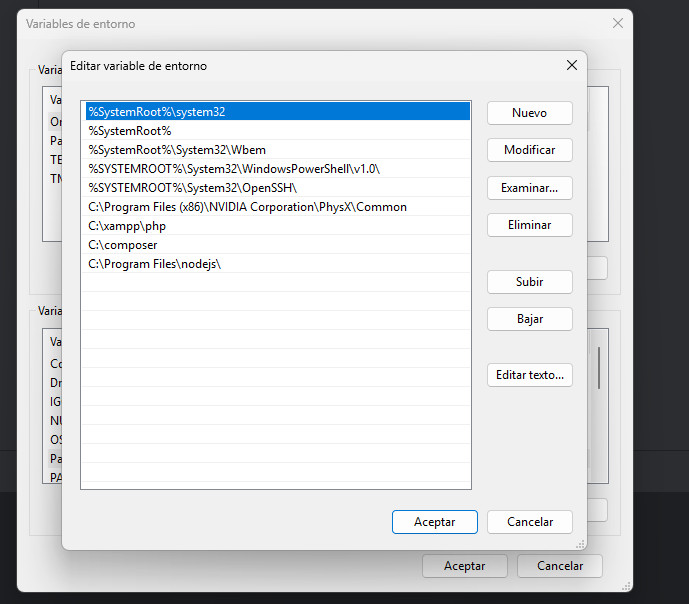 Variables de entorno
Editar variable de entorno
%SystemRoot%\system32
%SystemRoot%
%SystemRoot%\System32\Wbem
%SYSTEMROOT%\System32\WindowsPowerShell\v1.0\
%SYSTEMROOT%\System32\OpenSSH\
C:\Program Files (x86)\NVIDIA Corporation\PhysX\Common
C:\xampp\php
C:\composer
C:\Program Files\nodejs\
Nuevo
Modificar
Examinar...
Eliminar
Subir
Bajar
Editar texto...
Aceptar
Cancelar
Varia
Va
On
Pa
TE
TM
Varia
Va
Co
Dr
IG
NU
OS
Pa
PA
Aceptar
Cancelar